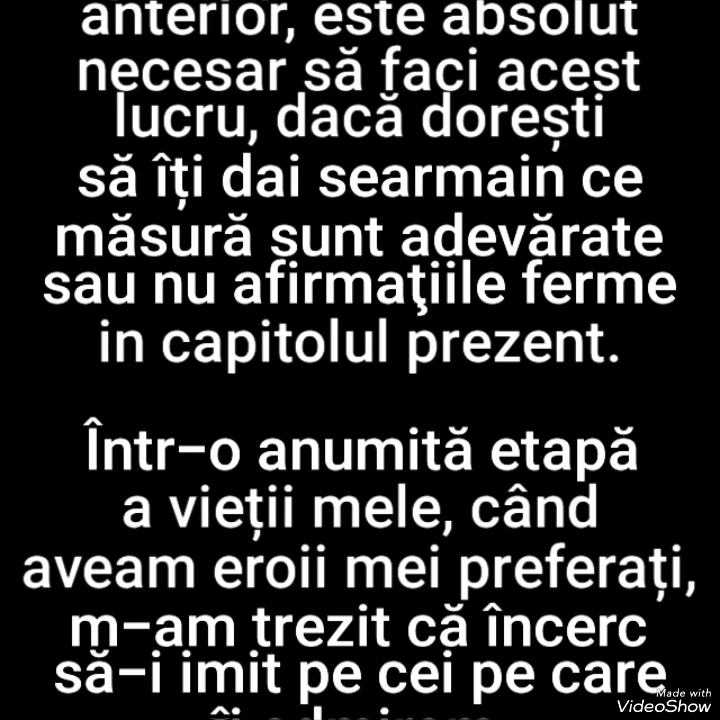 anterior, este absolut
necesar să faci acest
lucru, dacă dorești
să îți dai searmain ce
măsură sunt adevărate
sau nu afirmaţiile ferme
in capitolul prezent.
Într-o anumită etapă
a vieții mele, când
aveam eroii mei preferați,
m-am trezit că încerc
să-i imit pe cei pe care
îi admiram
Made with
VideoShow